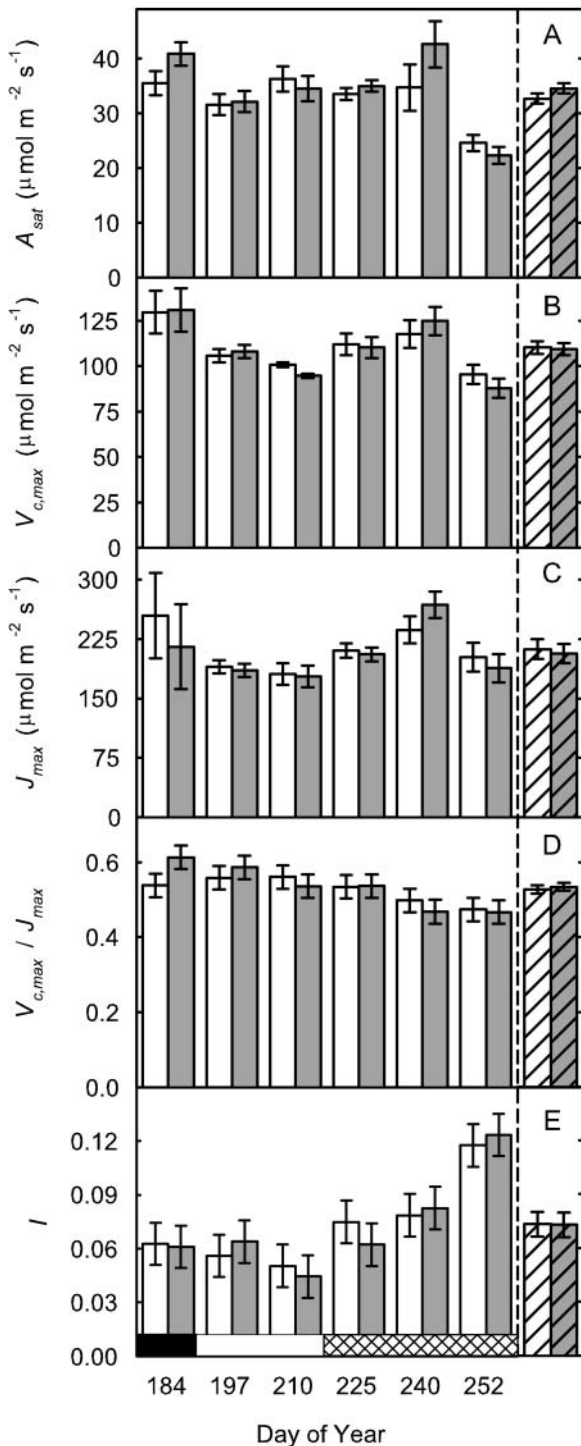 A
A_sat (μmol m⁻² s⁻¹)
40
30
20
10
0
B
V_c,max (μmol m⁻² s⁻¹)
125
100
75
50
25
0
C
J_max (μmol m⁻² s⁻¹)
300
225
150
75
0
D
V_c,max / J_max
0.6
0.4
0.2
0.0
E
I
0.12
0.09
0.06
0.03
0.00
184 197 210 225 240 252
Day of Year